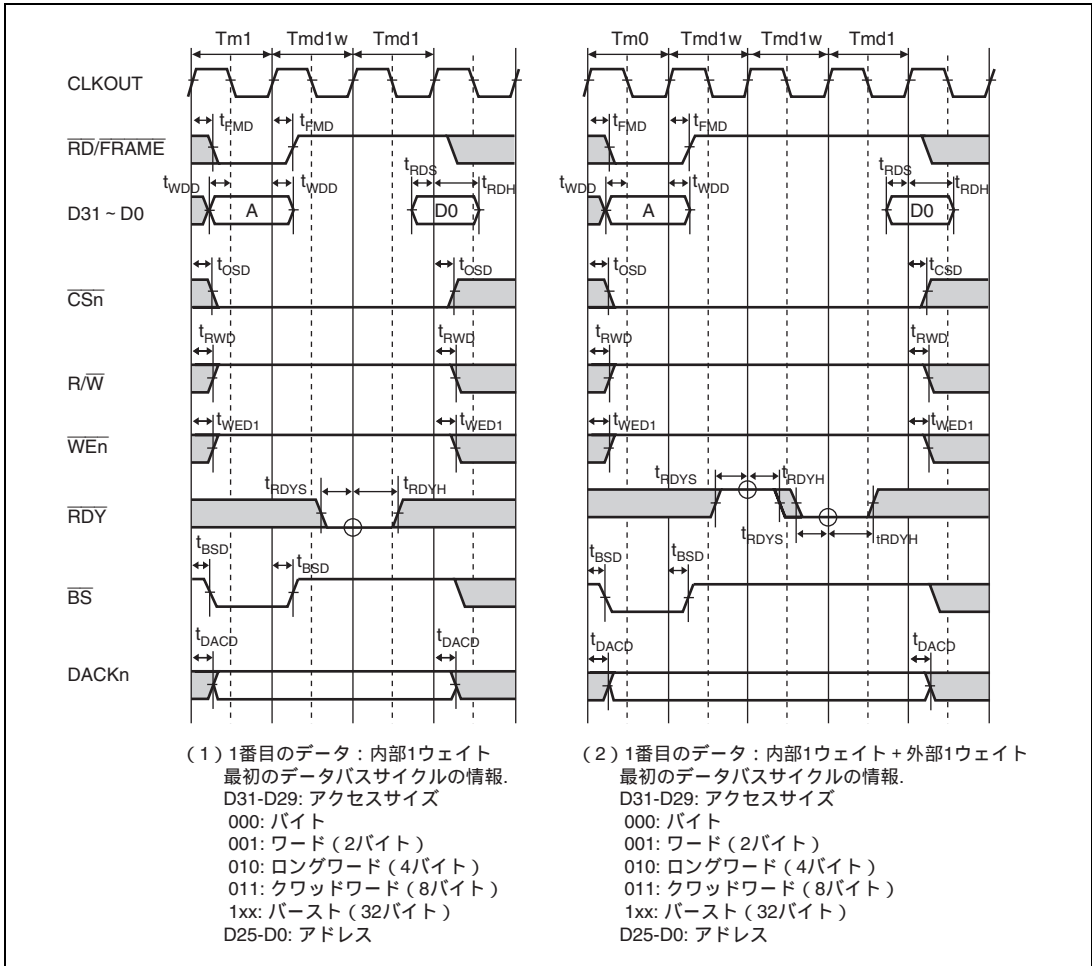 Tm1 Tmd1w Tmd1
CLKOUT
tFMD tFMD
RD/FRAME
tWDD tWDD tRDS tRDH
D31 ~ D0 A D0
tCSD tCSD
CSn
tRWD tRWD
R/W
tWED1 tWED1
WEn
tRDYS tRDYH
RDY
tBSD tBSD
BS
tDACD tDACD
DACKn
(1)1番目のデータ:内部1ウェイト
最初のデータバスサイクルの情報.
D31-D29: アクセスサイズ
000: バイト
001: ワード(2バイト)
010: ロングワード(4バイト)
011: クワッドワード(8バイト)
1xx: バースト(32バイト)
D25-D0: アドレス
Tm0 Tmd1w Tmd1w Tmd1
tFMD tFMD
tWDD tWDD tRDS tRDH
A D0
tCSD tCSD
tRWD tRWD
tWED1 tWED1
tRDYS tRDYH
tRDYS tRDYH
tBSD tBSD
tDACD tDACD
(2)1番目のデータ:内部1ウェイト+外部1ウェイト
最初のデータバスサイクルの情報.
D31-D29: アクセスサイズ
000: バイト
001: ワード(2バイト)
010: ロングワード(4バイト)
011: クワッドワード(8バイト)
1xx: バースト(32バイト)
D25-D0: アドレス